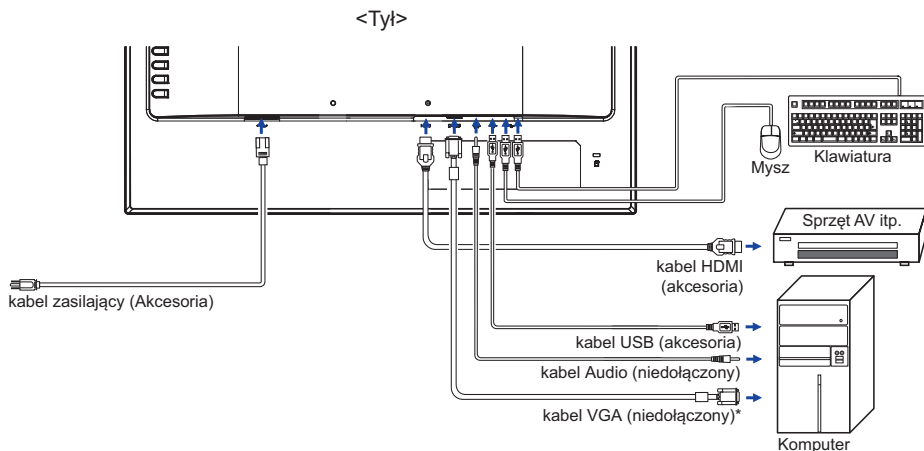 <Tył>
Mysz
Klawiatura
Sprzęt AV itp.
kabel HDMI
(akcesoria)
kabel zasilający (Akcesoria)
kabel USB (akcesoria)
kabel Audio (niedołączony)
kabel VGA (niedołączony)*
Komputer